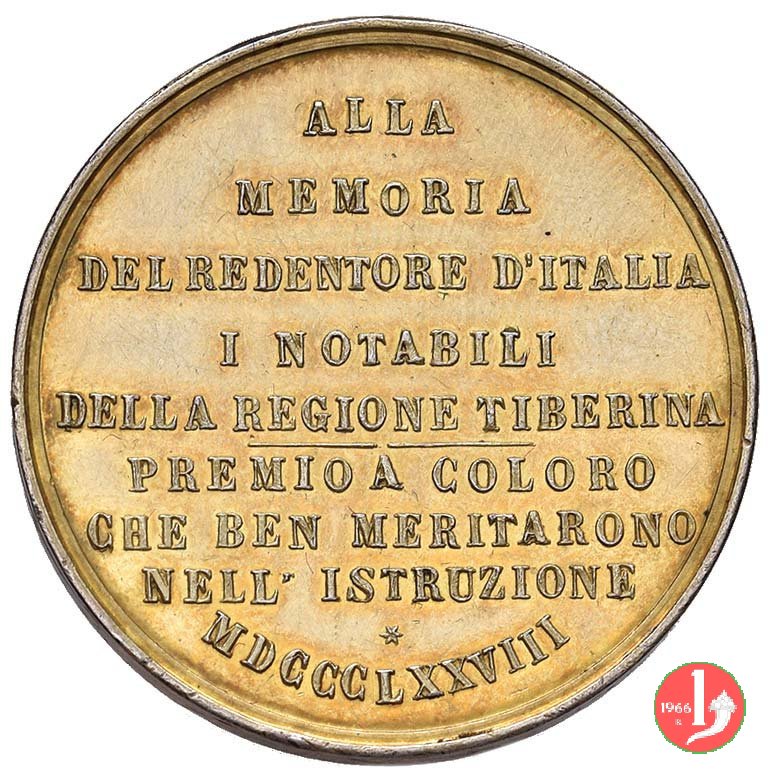 ALLA
MEMORIA
DEL REDENTORE D'ITALIA
I NOTABILI
DELLA REGIONE TIBERINA
PREMIO A COLORO
CHE BEN MERITARONO
NELL' ISTRUZIONE
*
MDCCCLXXVIII
1966